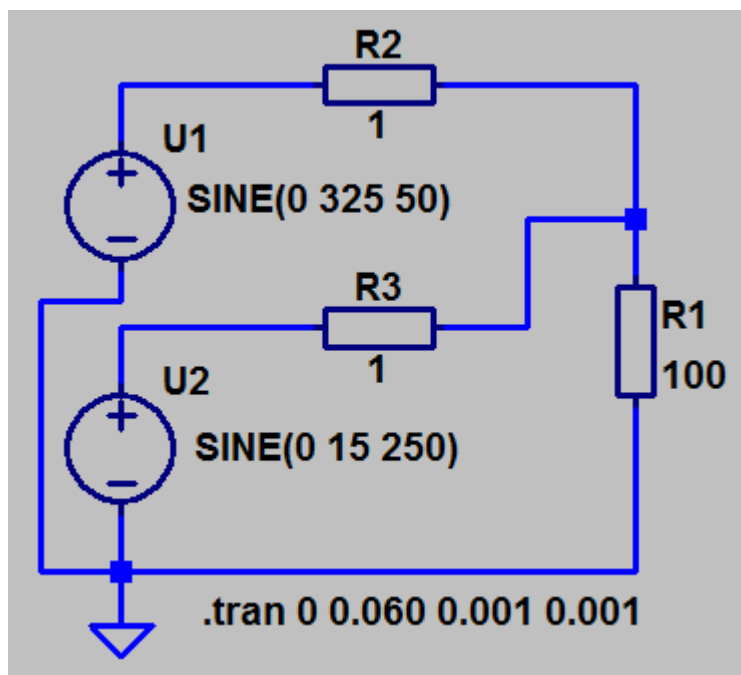 R2
1
U1
+
SINE(0 325 50)
−
R3
1
R1
100
U2
+
SINE(0 15 250)
−
.tran 0 0.060 0.001 0.001